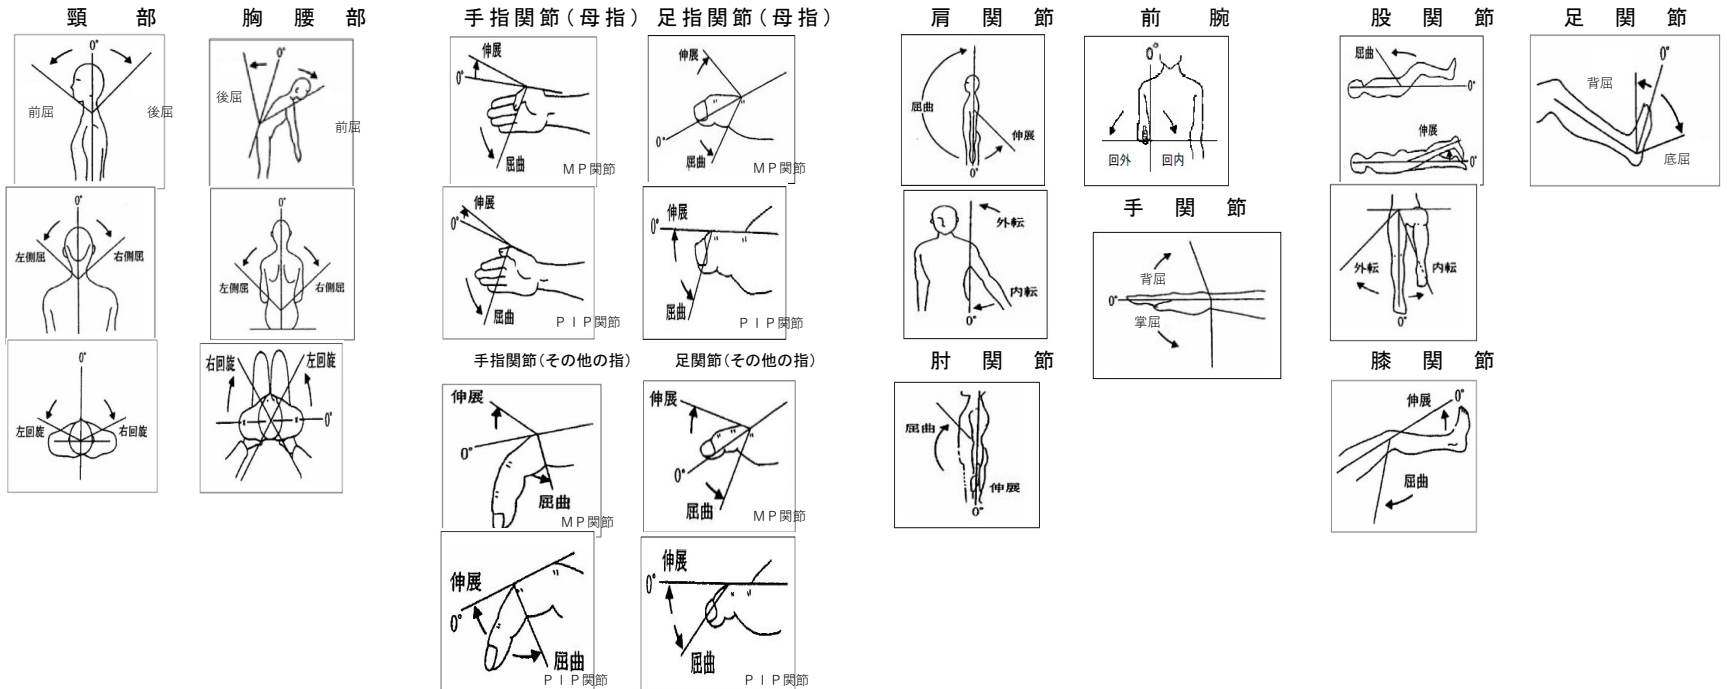 頸 部
0°
前屈
後屈
0°
左側屈
右側屈
0°
左回旋
右回旋
胸 腰 部
0°
後屈
前屈
0°
左側屈
右側屈
右回旋
左回旋
0°
手指関節(母指)
伸展
0°
屈曲
MP関節
伸展
0°
屈曲
PIP関節
手指関節(その他の指)
伸展
0°
屈曲
MP関節
伸展
0°
屈曲
PIP関節
足指関節(母指)
伸展
0°
屈曲
MP関節
伸展
0°
屈曲
PIP関節
足関節(その他の指)
伸展
0°
屈曲
MP関節
伸展
0°
屈曲
PIP関節
肩 関 節
屈曲
伸展
0°
外転
内転
0°
肘 関 節
屈曲
伸展
0°
前 腕
0°
回外
回内
手 関 節
背屈
0°
掌屈
股 関 節
屈曲
0°
伸展
0°
外転
内転
0°
膝 関 節
伸展
0°
屈曲
足 関 節
0°
背屈
底屈